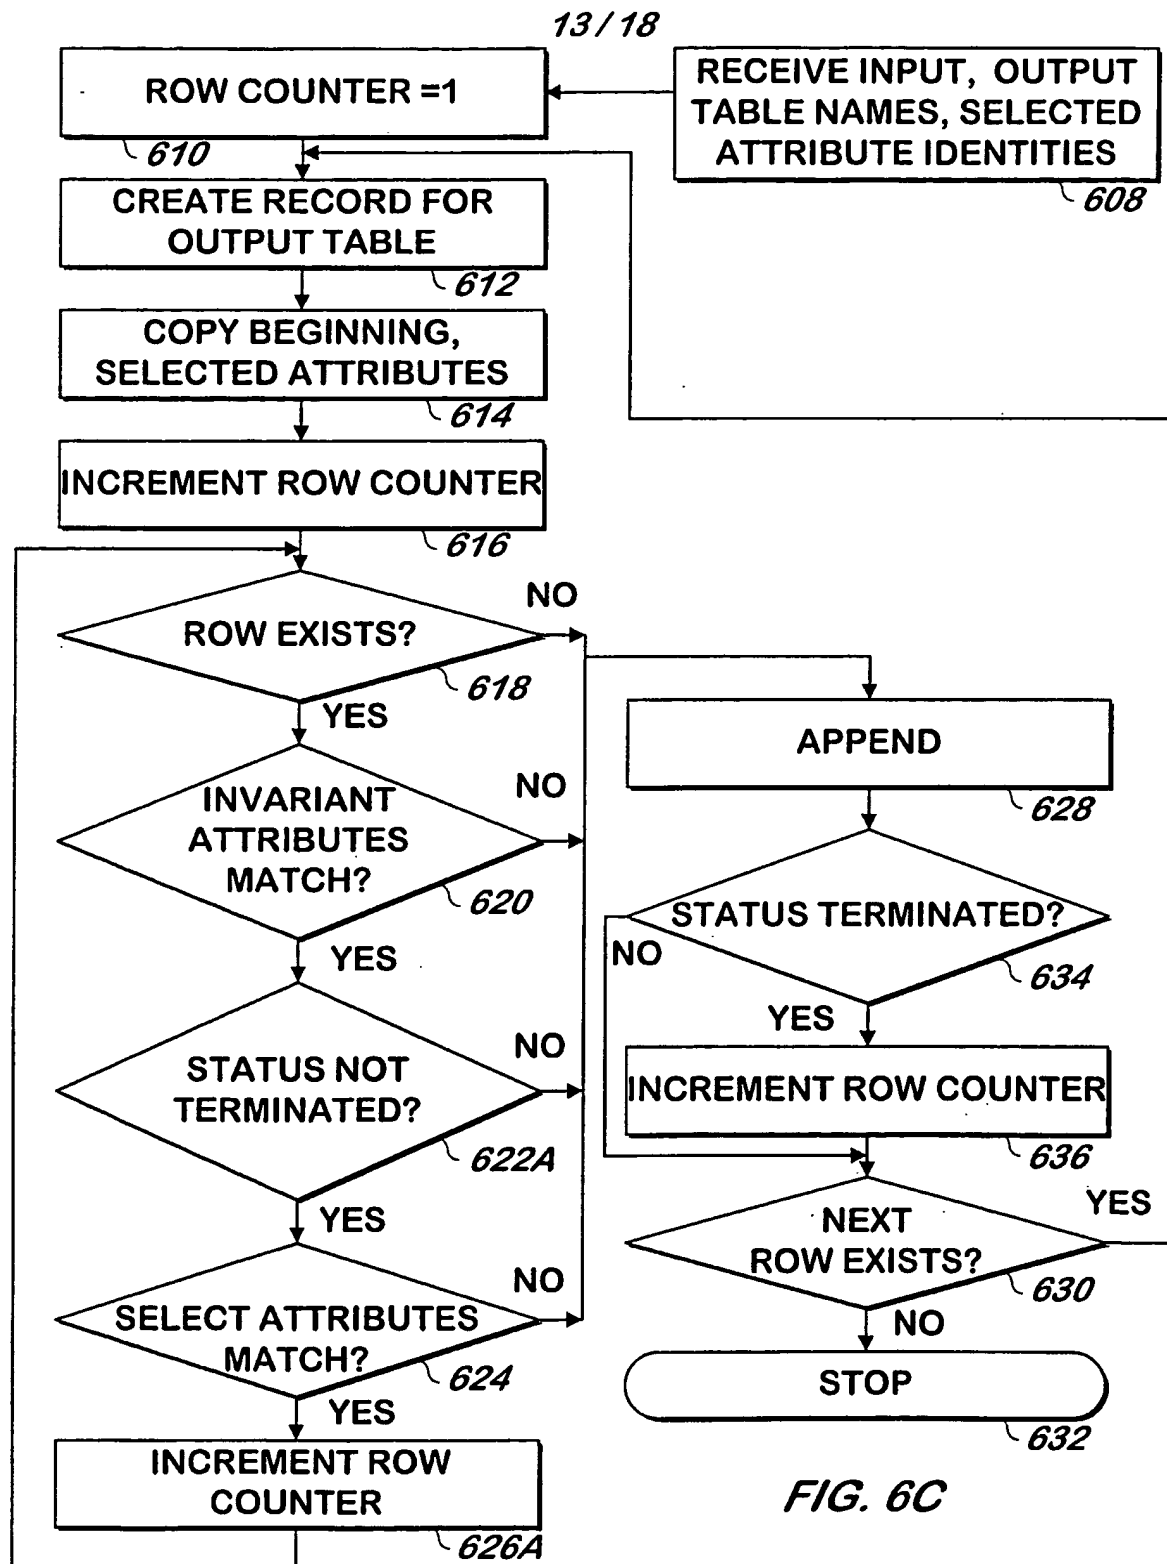 13/18
ROW COUNTER =1
610
RECEIVE INPUT, OUTPUT
TABLE NAMES, SELECTED
ATTRIBUTE IDENTITIES
608
CREATE RECORD FOR
OUTPUT TABLE
612
COPY BEGINNING,
SELECTED ATTRIBUTES
614
INCREMENT ROW COUNTER
616
ROW EXISTS?
NO
618
YES
INVARIANT
ATTRIBUTES
MATCH?
NO
620
YES
STATUS NOT
TERMINATED?
NO
622A
YES
SELECT ATTRIBUTES
MATCH?
NO
624
YES
INCREMENT ROW
COUNTER
626A
APPEND
628
STATUS TERMINATED?
NO
634
YES
INCREMENT ROW COUNTER
636
NEXT
ROW EXISTS?
YES
630
NO
STOP
632
FIG. 6C